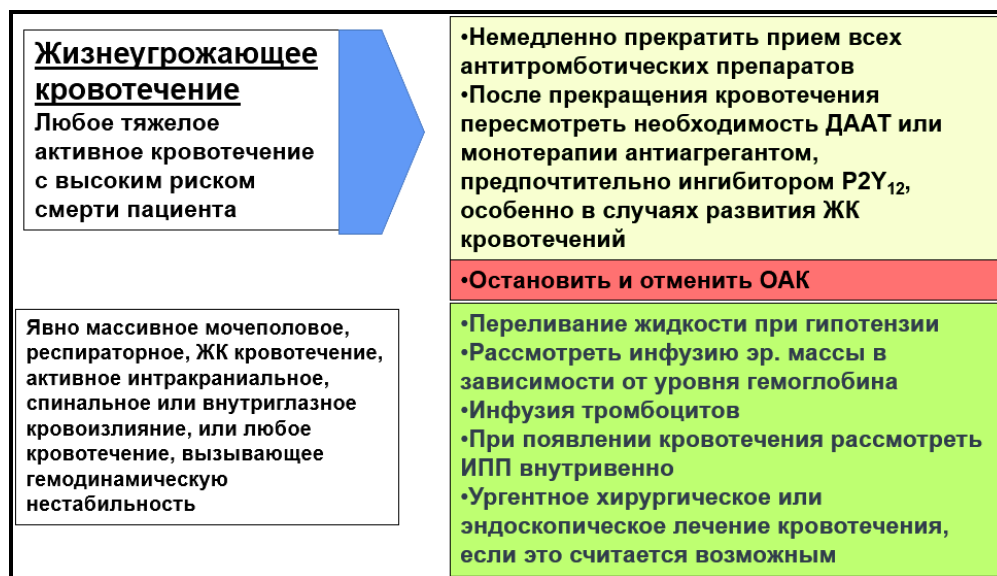 Жизнеугрожающее
кровотечение
Любое тяжелое
активное кровотечение
с высоким риском
смерти пациента
•Немедленно прекратить прием всех
антитромботических препаратов
•После прекращения кровотечения
пересмотреть необходимость ДААТ или
монотерапии антиагрегантом,
предпочтительно ингибитором P2Y₁₂,
особенно в случаях развития ЖК
кровотечений
•Остановить и отменить ОАК
Явно массивное мочеполовое,
респираторное, ЖК кровотечение,
активное интракраниальное,
спинальное или внутриглазное
кровоизлияние, или любое
кровотечение, вызывающее
гемодинамическую
нестабильность
•Переливание жидкости при гипотензии
•Рассмотреть инфузию эр. массы в
зависимости от уровня гемоглобина
•Инфузия тромбоцитов
•При появлении кровотечения рассмотреть
ИПП внутривенно
•Ургентное хирургическое или
эндоскопическое лечение кровотечения,
если это считается возможным